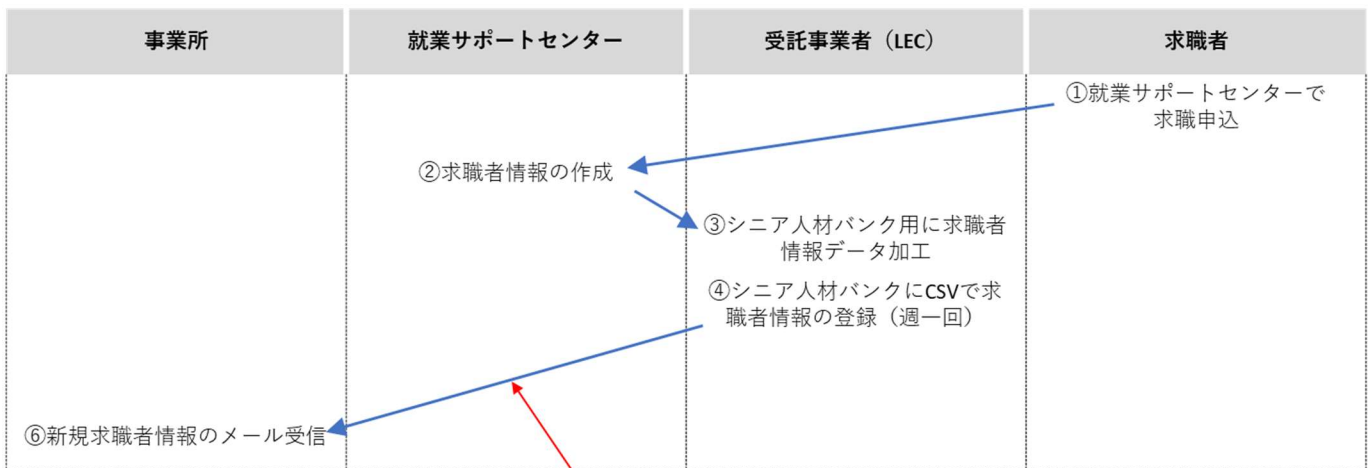 事業所
就業サポートセンター
受託事業者（LEC）
求職者
①就業サポートセンターで
求職申込
②求職者情報の作成
③シニア人材バンク用に求職者
情報データ加工
④シニア人材バンクにCSVで求
職者情報の登録（週一回）
⑥新規求職者情報のメール受信